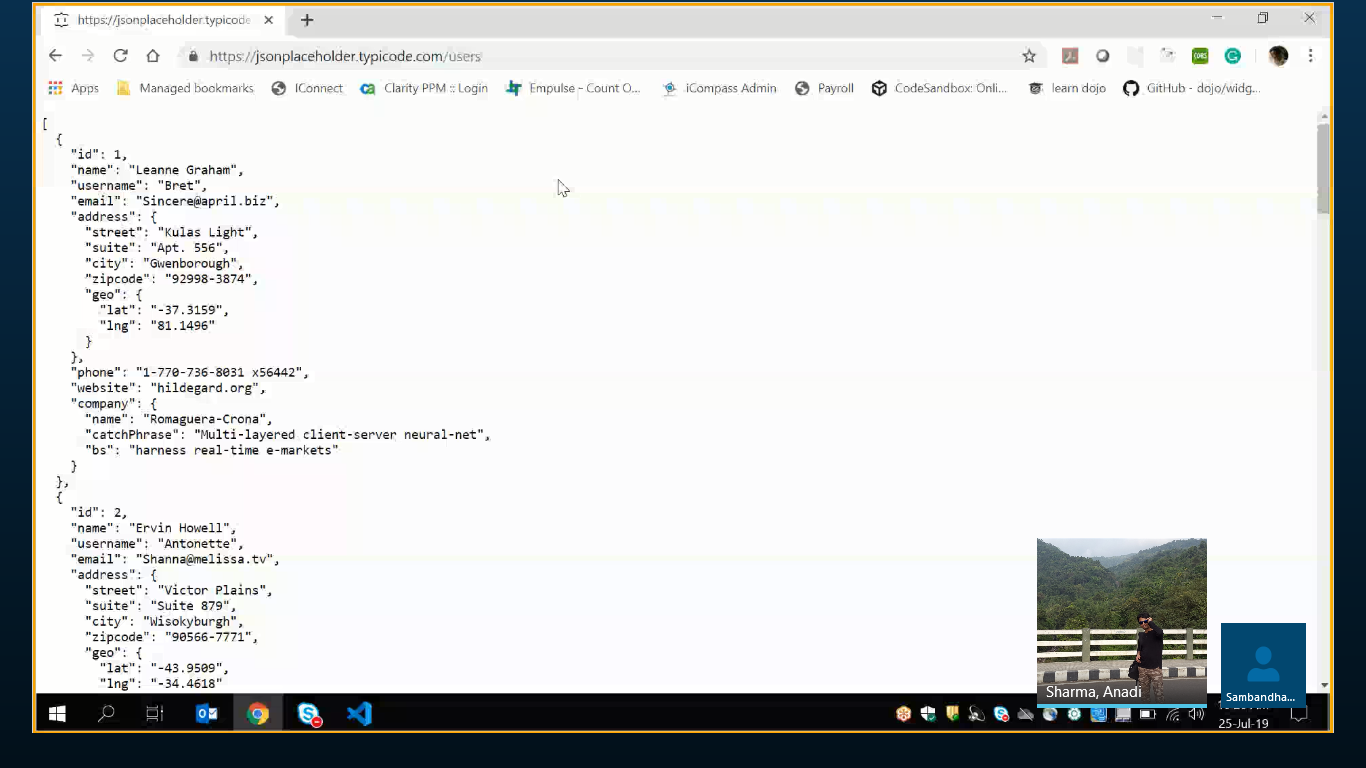 https://jsonplaceholder.typicode
https://jsonplaceholder.typicode.com/users
Apps
Managed bookmarks
IConnect
Clarity PPM :: Login
Empulse - Count O...
iCompass Admin
Payroll
CodeSandbox: Onli...
learn dojo
GitHub - dojo/widg...
[
{
"id": 1,
"name": "Leanne Graham",
"username": "Bret",
"email": "Sincere@april.biz",
"address": {
"street": "Kulas Light",
"suite": "Apt. 556",
"city": "Gwenborough",
"zipcode": "92998-3874",
"geo": {
"lat": "-37.3159",
"lng": "81.1496"
}
},
"phone": "1-770-736-8031 x56442",
"website": "hildegard.org",
"company": {
"name": "Romaguera-Crona",
"catchPhrase": "Multi-layered client-server neural-net",
"bs": "harness real-time e-markets"
}
},
{
"id": 2,
"name": "Ervin Howell",
"username": "Antonette",
"email": "Shanna@melissa.tv",
"address": {
"street": "Victor Plains",
"suite": "Suite 879",
"city": "Wisokyburgh",
"zipcode": "90566-7771",
"geo": {
"lat": "-43.9509",
"lng": "-34.4618"
Sharma, Anadi
Sambandha...
25-Jul-19